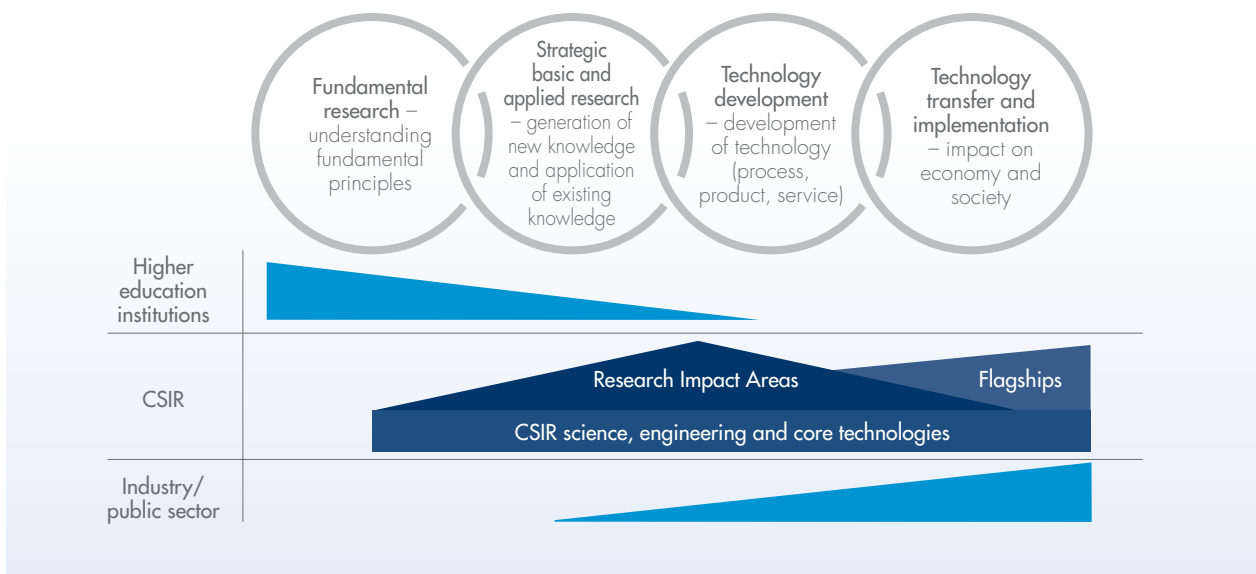 Fundamental
research –
understanding
fundamental
principles
Strategic
basic and
applied research
– generation of
new knowledge
and application
of existing
knowledge
Technology
development
– development
of technology
(process,
product, service)
Technology
transfer and
implementation
– impact on
economy and
society
Higher
education
institutions
CSIR
Research Impact Areas
Flagships
CSIR science, engineering and core technologies
Industry/
public sector